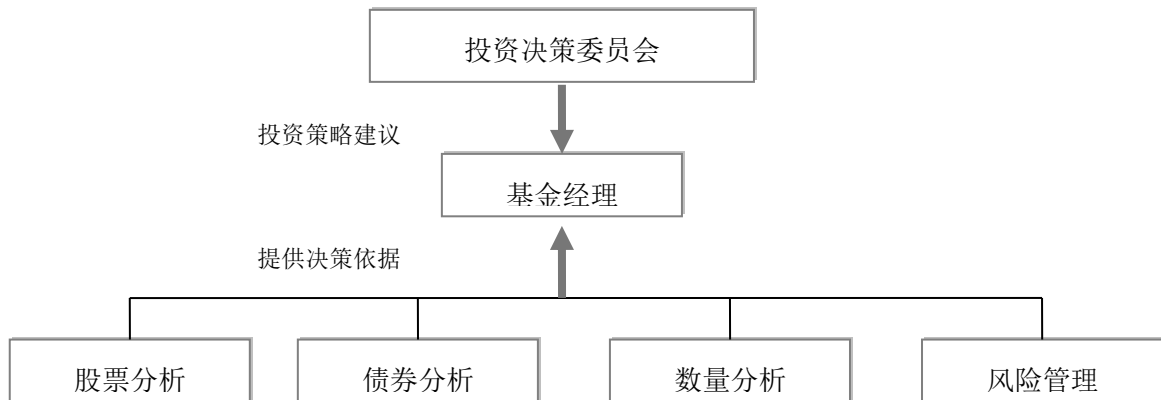 投资决策委员会
投资策略建议
基金经理
提供决策依据
股票分析
债券分析
数量分析
风险管理